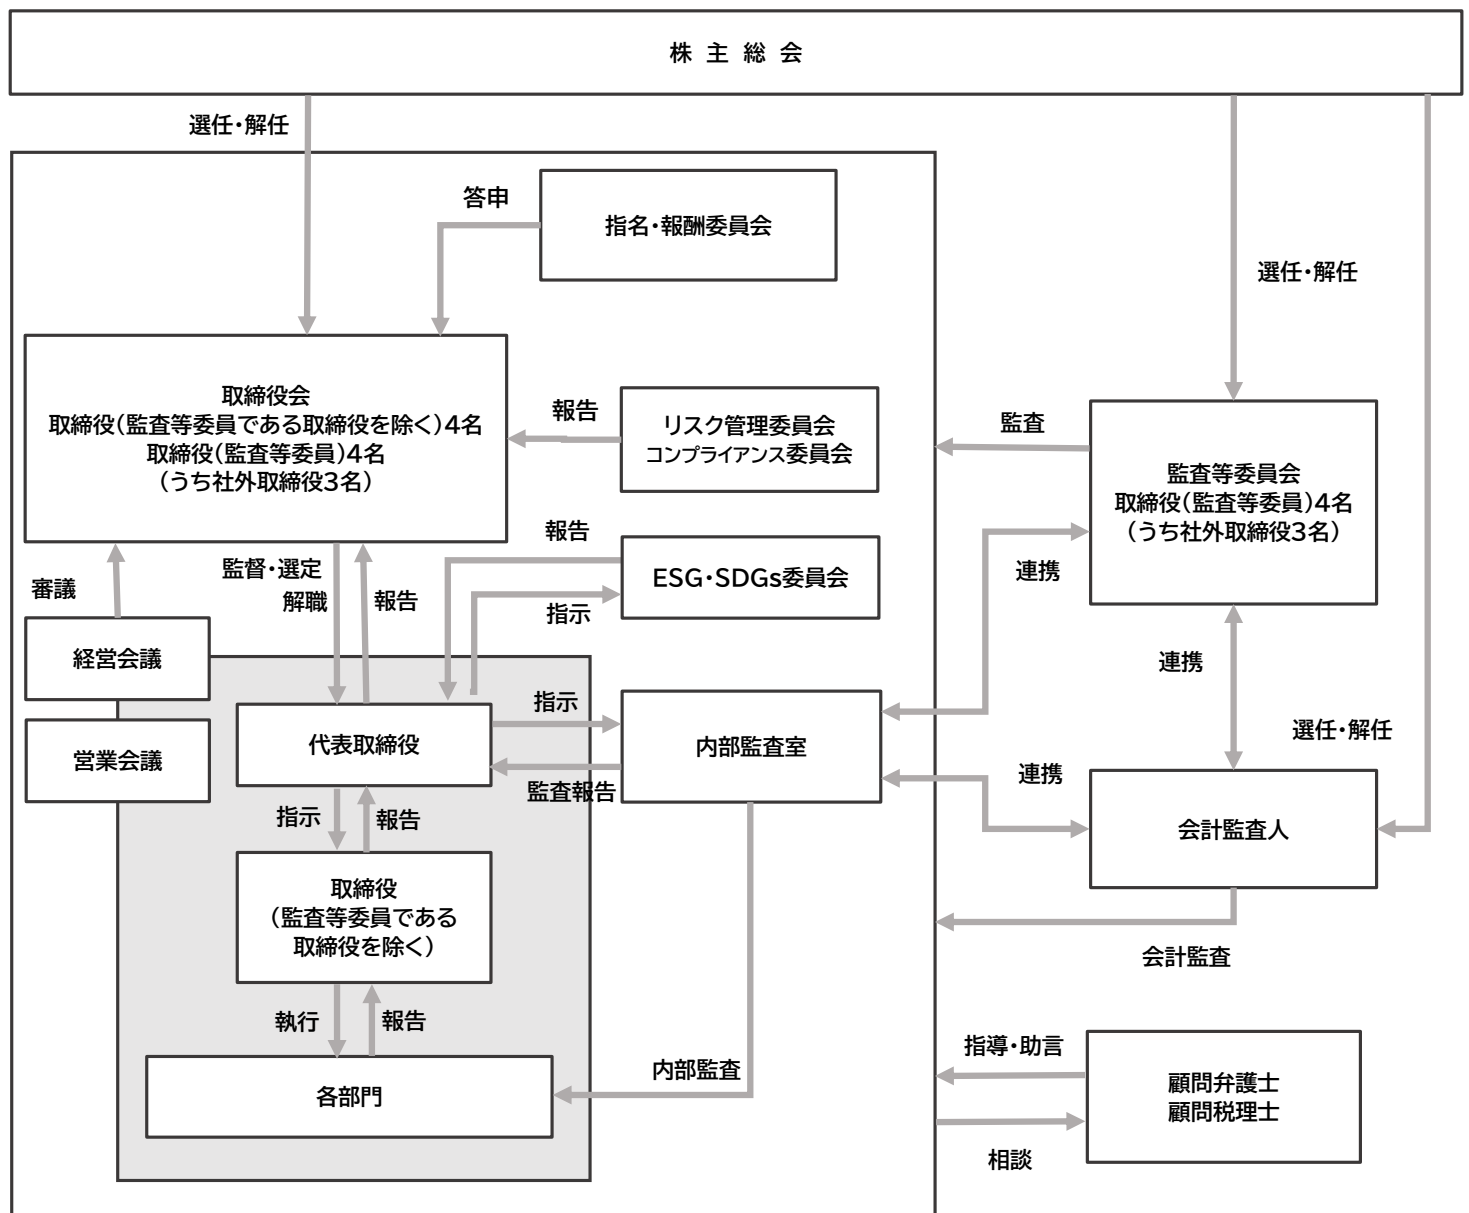 株 主 総 会
選任・解任
答申
指名・報酬委員会
選任・解任
取締役会
取締役（監査等委員である取締役を除く）4名
取締役（監査等委員）4名
（うち社外取締役3名）
報告
リスク管理委員会
コンプライアンス委員会
監査
監査等委員会
取締役（監査等委員）4名
（うち社外取締役3名）
報告
ESG・SDGs委員会
指示
連携
審議
監督・選定
解職
報告
経営会議
営業会議
連携
代表取締役
指示
監査報告
内部監査室
連携
選任・解任
会計監査人
指示
報告
取締役
（監査等委員である
取締役を除く）
会計監査
執行
報告
各部門
内部監査
指導・助言
顧問弁護士
顧問税理士
相談